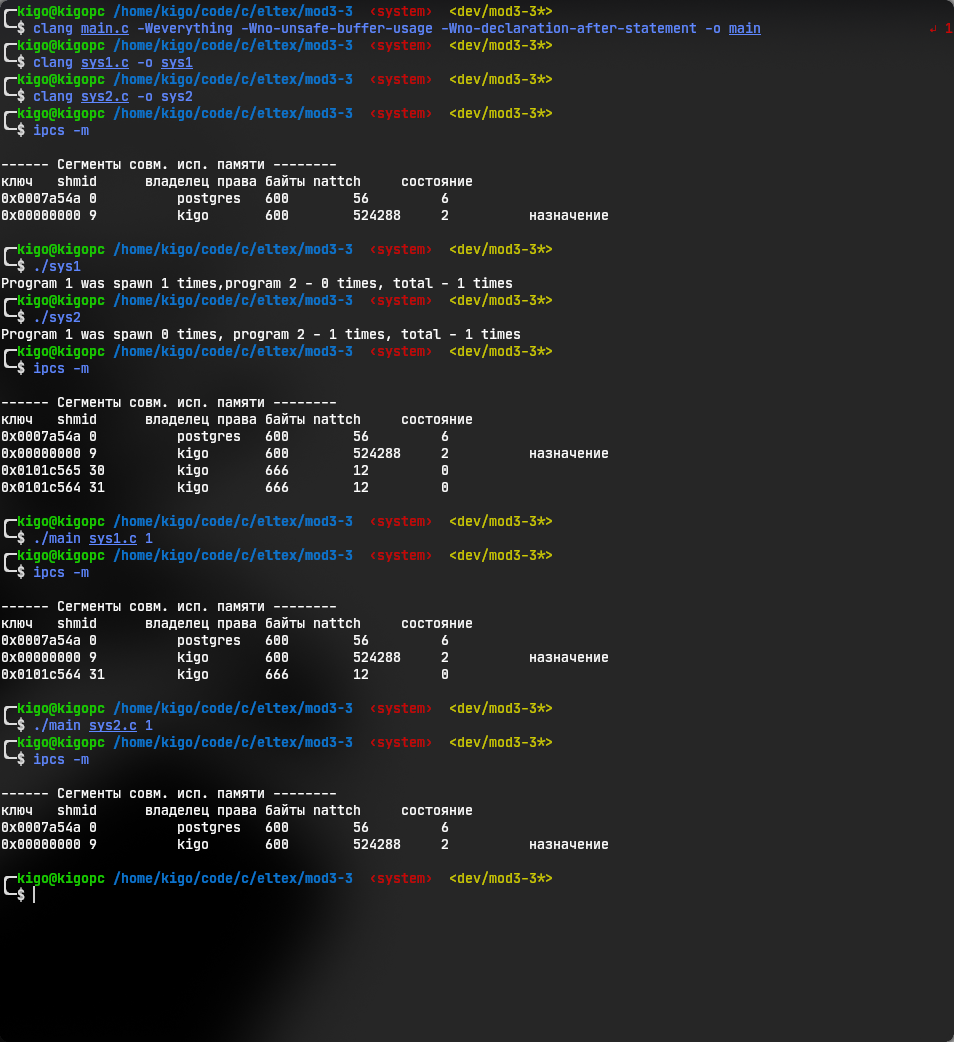 kigo@kigopc /home/kigo/code/c/eltex/mod3-3 ‹system› <dev/mod3-3*>
$ clang main.c -Weverything -Wno-unsafe-buffer-usage -Wno-declaration-after-statement -o main ↲ 1
kigo@kigopc /home/kigo/code/c/eltex/mod3-3 ‹system› <dev/mod3-3*>
$ clang sys1.c -o sys1
kigo@kigopc /home/kigo/code/c/eltex/mod3-3 ‹system› <dev/mod3-3*>
$ clang sys2.c -o sys2
kigo@kigopc /home/kigo/code/c/eltex/mod3-3 ‹system› <dev/mod3-3*>
$ ipcs -m
------ Сегменты совм. исп. памяти --------
ключ shmid владелец права байты nattch состояние
0x0007a54a 0 postgres 600 56 6
0x00000000 9 kigo 600 524288 2 назначение
kigo@kigopc /home/kigo/code/c/eltex/mod3-3 ‹system› <dev/mod3-3*>
$ ./sys1
Program 1 was spawn 1 times,program 2 - 0 times, total - 1 times
kigo@kigopc /home/kigo/code/c/eltex/mod3-3 ‹system› <dev/mod3-3*>
$ ./sys2
Program 1 was spawn 0 times, program 2 - 1 times, total - 1 times
kigo@kigopc /home/kigo/code/c/eltex/mod3-3 ‹system› <dev/mod3-3*>
$ ipcs -m
------ Сегменты совм. исп. памяти --------
ключ shmid владелец права байты nattch состояние
0x0007a54a 0 postgres 600 56 6
0x00000000 9 kigo 600 524288 2 назначение
0x0101c565 30 kigo 666 12 0
0x0101c564 31 kigo 666 12 0
kigo@kigopc /home/kigo/code/c/eltex/mod3-3 ‹system› <dev/mod3-3*>
$ ./main sys1.c 1
kigo@kigopc /home/kigo/code/c/eltex/mod3-3 ‹system› <dev/mod3-3*>
$ ipcs -m
------ Сегменты совм. исп. памяти --------
ключ shmid владелец права байты nattch состояние
0x0007a54a 0 postgres 600 56 6
0x00000000 9 kigo 600 524288 2 назначение
0x0101c564 31 kigo 666 12 0
kigo@kigopc /home/kigo/code/c/eltex/mod3-3 ‹system› <dev/mod3-3*>
$ ./main sys2.c 1
kigo@kigopc /home/kigo/code/c/eltex/mod3-3 ‹system› <dev/mod3-3*>
$ ipcs -m
------ Сегменты совм. исп. памяти --------
ключ shmid владелец права байты nattch состояние
0x0007a54a 0 postgres 600 56 6
0x00000000 9 kigo 600 524288 2 назначение
kigo@kigopc /home/kigo/code/c/eltex/mod3-3 ‹system› <dev/mod3-3*>
$